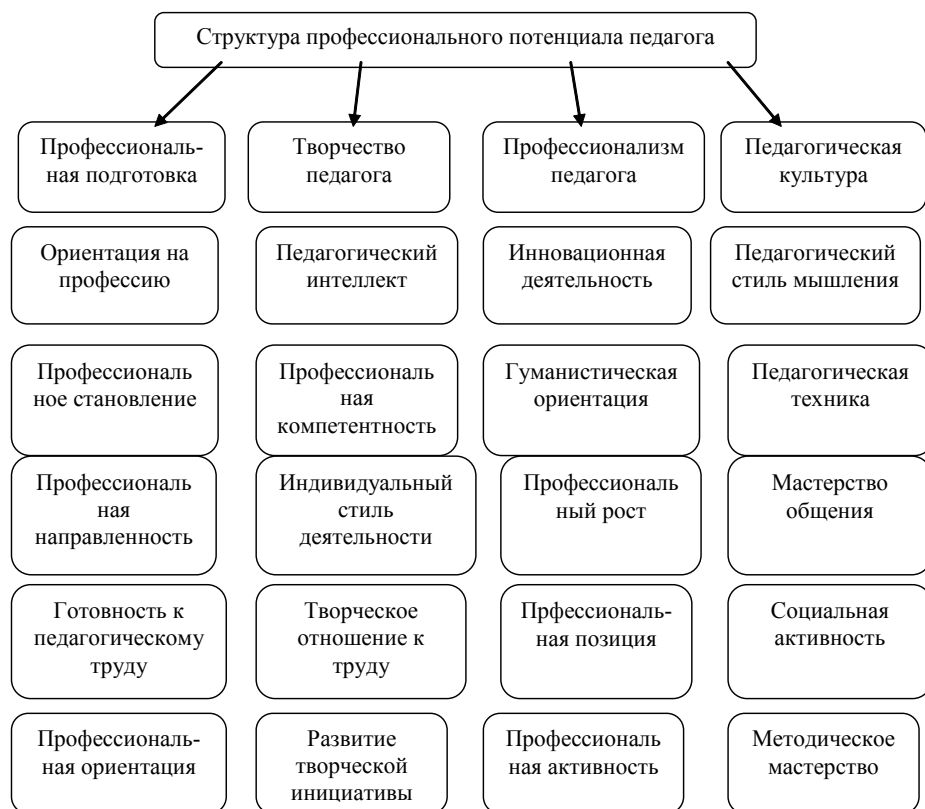 Структура профессионального потенциала педагога
Профессиональ-
ная подготовка
Творчество
педагога
Профессионализм
педагога
Педагогическая
культура
Ориентация на
профессию
Педагогический
интеллект
Инновационная
деятельность
Педагогический
стиль мышления
Профессиональ
ное становление
Профессиональ
ная
компетентность
Гуманистическая
ориентация
Педагогическая
техника
Профессиональ
ная
направленность
Индивидуальный
стиль
деятельности
Профессиональ
ный рост
Мастерство
общения
Готовность к
педагогическому
труду
Творческое
отношение к
труду
Прфессиональ-
ная позиция
Социальная
активность
Профессиональ-
ная ориентация
Развитие
творческой
инициативы
Профессиональ
ная активность
Методическое
мастерство